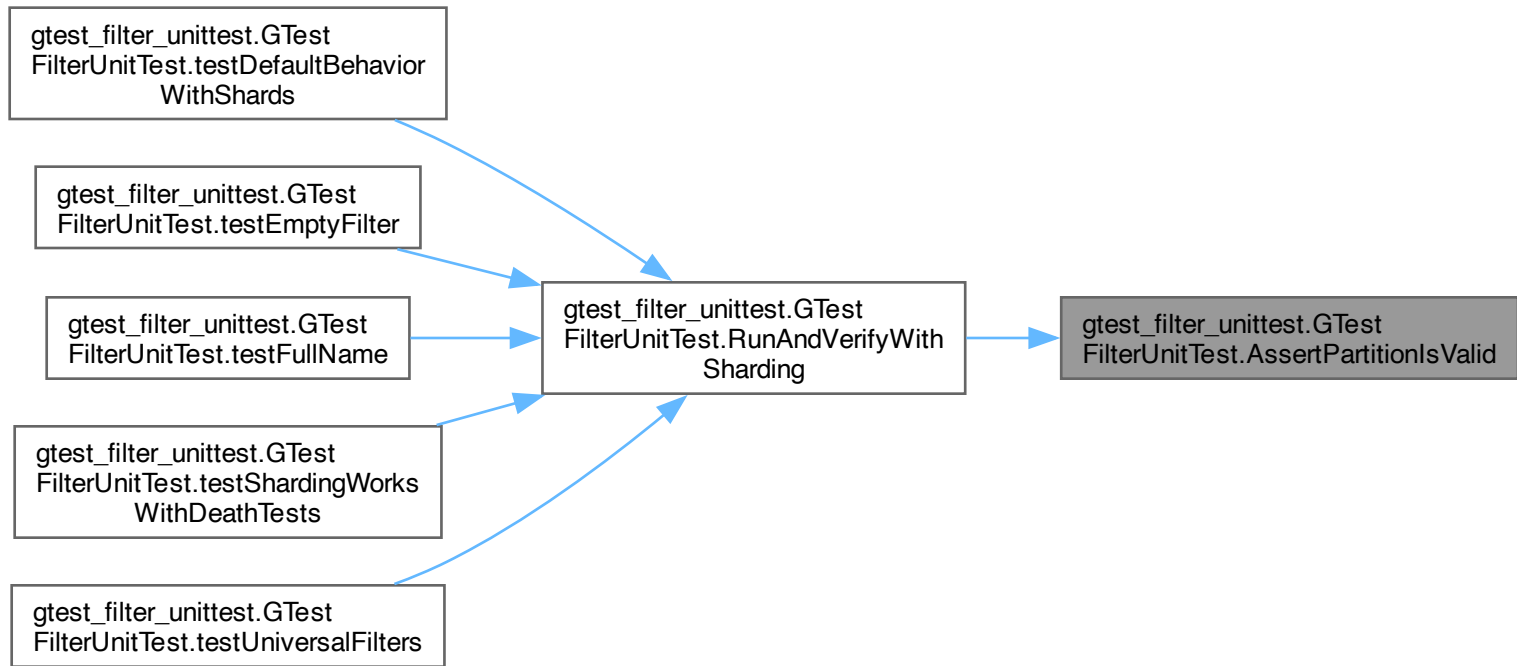 gtest_filter_unittest.GTest
FilterUnitTest.testDefaultBehavior
WithShards
gtest_filter_unittest.GTest
FilterUnitTest.testEmptyFilter
gtest_filter_unittest.GTest
FilterUnitTest.testFullName
gtest_filter_unittest.GTest
FilterUnitTest.testShardingWorks
WithDeathTests
gtest_filter_unittest.GTest
FilterUnitTest.testUniversalFilters
gtest_filter_unittest.GTest
FilterUnitTest.RunAndVerifyWith
Sharding
gtest_filter_unittest.GTest
FilterUnitTest.AssertPartitionIsValid